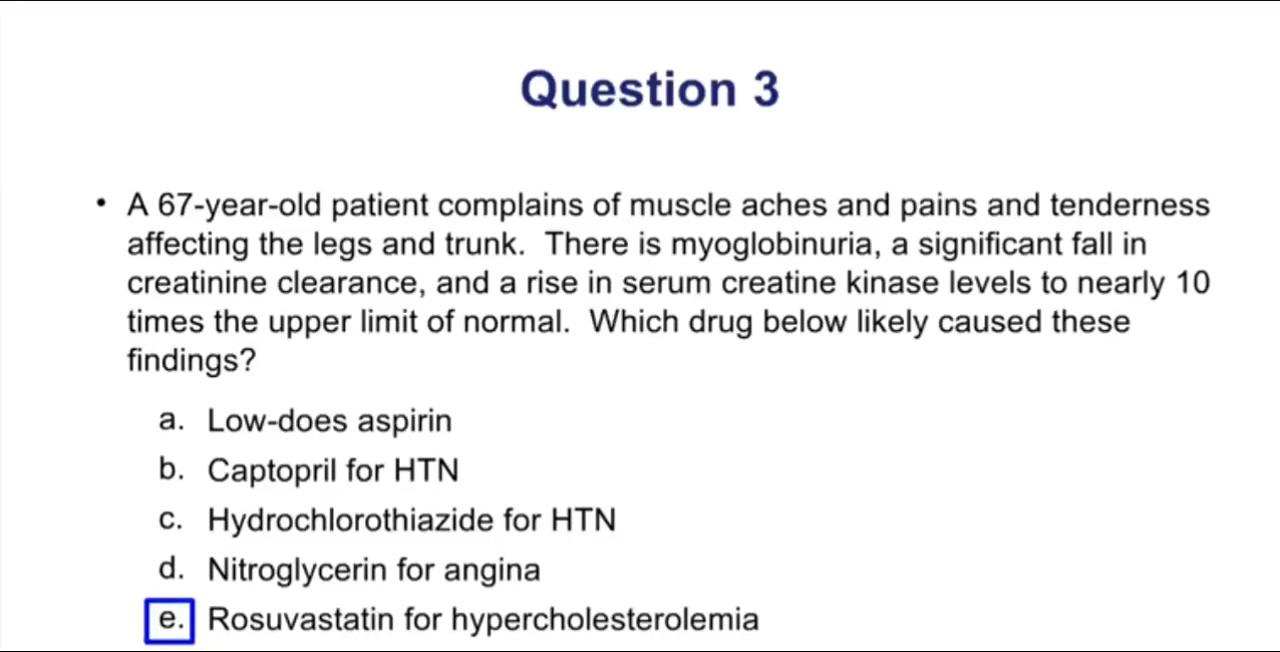 Question 3
• A 67-year-old patient complains of muscle aches and pains and tenderness
affecting the legs and trunk.  There is myoglobinuria, a significant fall in
creatinine clearance, and a rise in serum creatine kinase levels to nearly 10
times the upper limit of normal.  Which drug below likely caused these
findings?
a. Low-does aspirin
b. Captopril for HTN
c. Hydrochlorothiazide for HTN
d. Nitroglycerin for angina
e. Rosuvastatin for hypercholesterolemia